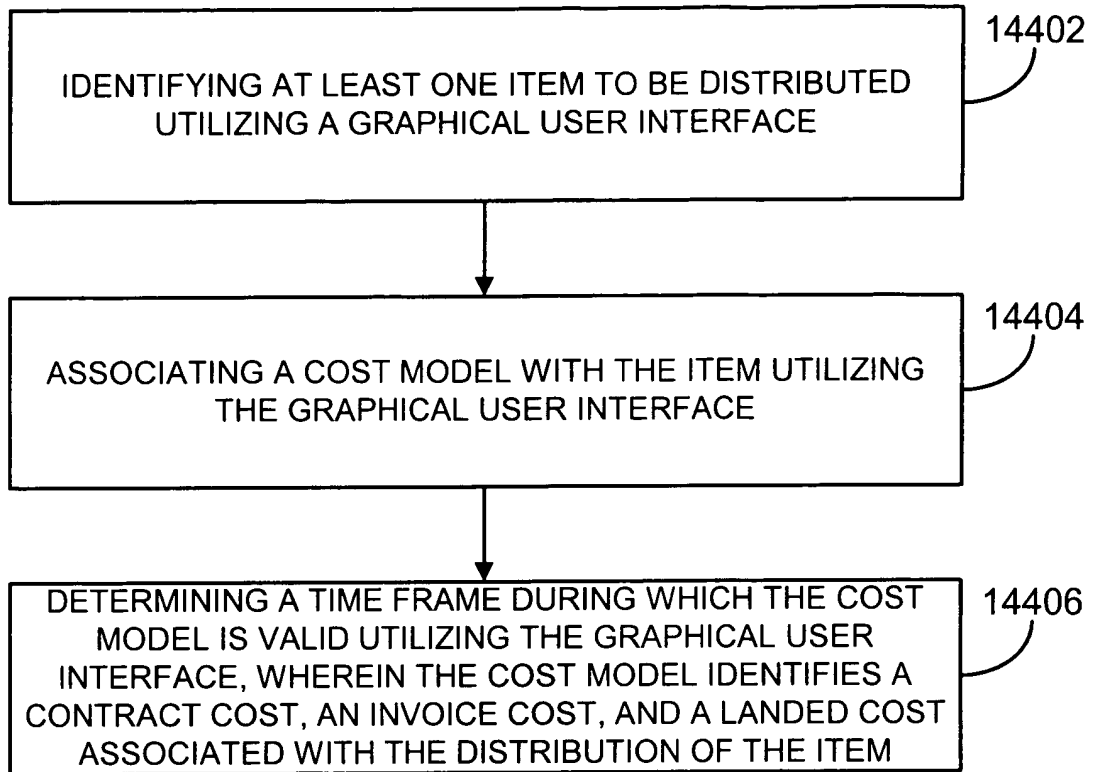 14402
IDENTIFYING AT LEAST ONE ITEM TO BE DISTRIBUTED
UTILIZING A GRAPHICAL USER INTERFACE
14404
ASSOCIATING A COST MODEL WITH THE ITEM UTILIZING
THE GRAPHICAL USER INTERFACE
14406
DETERMINING A TIME FRAME DURING WHICH THE COST
MODEL IS VALID UTILIZING THE GRAPHICAL USER
INTERFACE, WHEREIN THE COST MODEL IDENTIFIES A
CONTRACT COST, AN INVOICE COST, AND A LANDED COST
ASSOCIATED WITH THE DISTRIBUTION OF THE ITEM